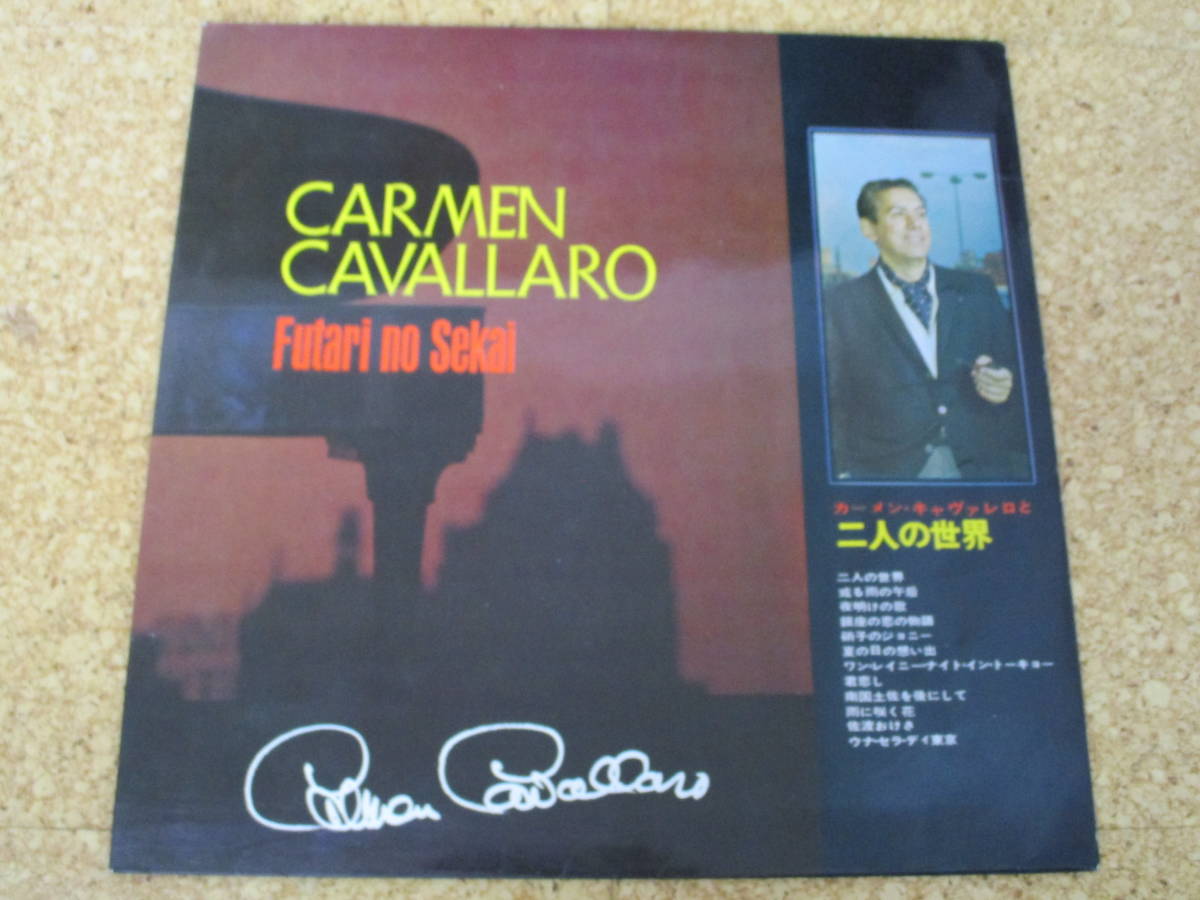 CARMEN
CAVALLARO
Futari no Sekai
カーメン・キャヴァレロと
二人の世界
二人の世界
或る雨の午后
夜明けの歌
銀座の恋の物語
硝子のジョニー
夏の日の想い出
ワン・レイニー・ナイト・イン・トーキョー
君恋し
南国土佐を後にして
雨に咲く花
佐渡おけさ
ウナ・セラ・ディ東京
Carmen Cavallaro